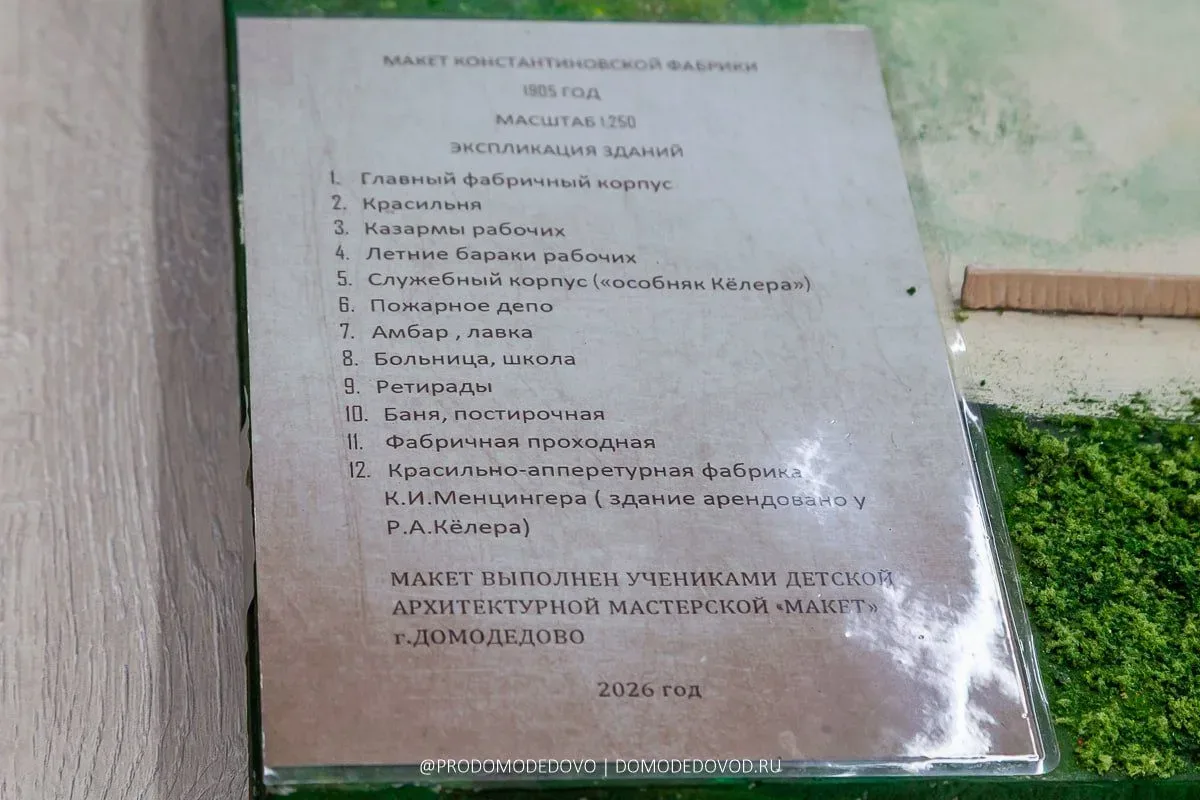 МАКЕТ КОНСТАНТИНОВСКОЙ ФАБРИКИ
1905 ГОД
МАСШТАБ 1:250
ЭКСПЛИКАЦИЯ ЗДАНИЙ
1. Главный фабричный корпус
2. Красильня
3. Казармы рабочих
4. Летние бараки рабочих
5. Служебный корпус («особняк Кёлера»)
6. Пожарное депо
7. Амбар , лавка
8. Больница, школа
9. Ретирады
10. Баня, постирочная
11. Фабричная проходная
12. Красильно-аппeретурная фабрика
К.И.Менцингера ( здание арендовано у
Р.А.Кёлера)
МАКЕТ ВЫПОЛНЕН УЧЕНИКАМИ ДЕТСКОЙ
АРХИТЕКТУРНОЙ МАСТЕРСКОЙ «МАКЕТ»
г.ДОМОДЕДОВО
2026 год
@PRODOMODEDOVO | DOMODEDOVOD.RU